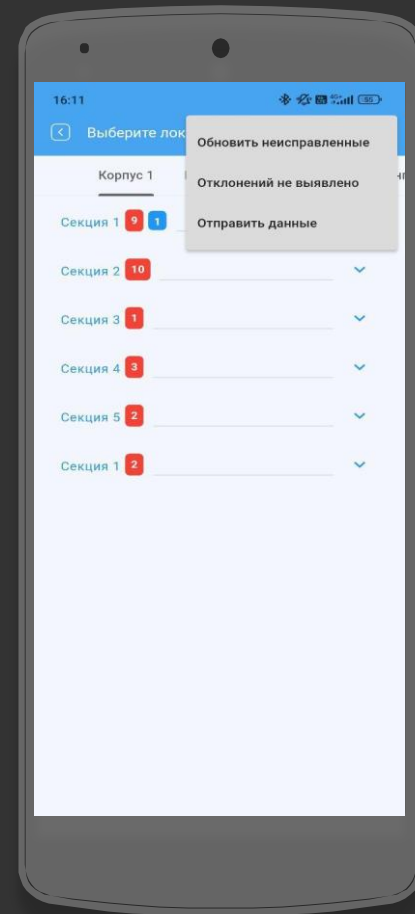 16:11
55
Выберите лок
Обновить неисправленные
Корпус 1
Отклонений не выявлено
Секция 1 9 1
Отправить данные
Секция 2 10
Секция 3 1
Секция 4 3
Секция 5 2
Секция 1 2